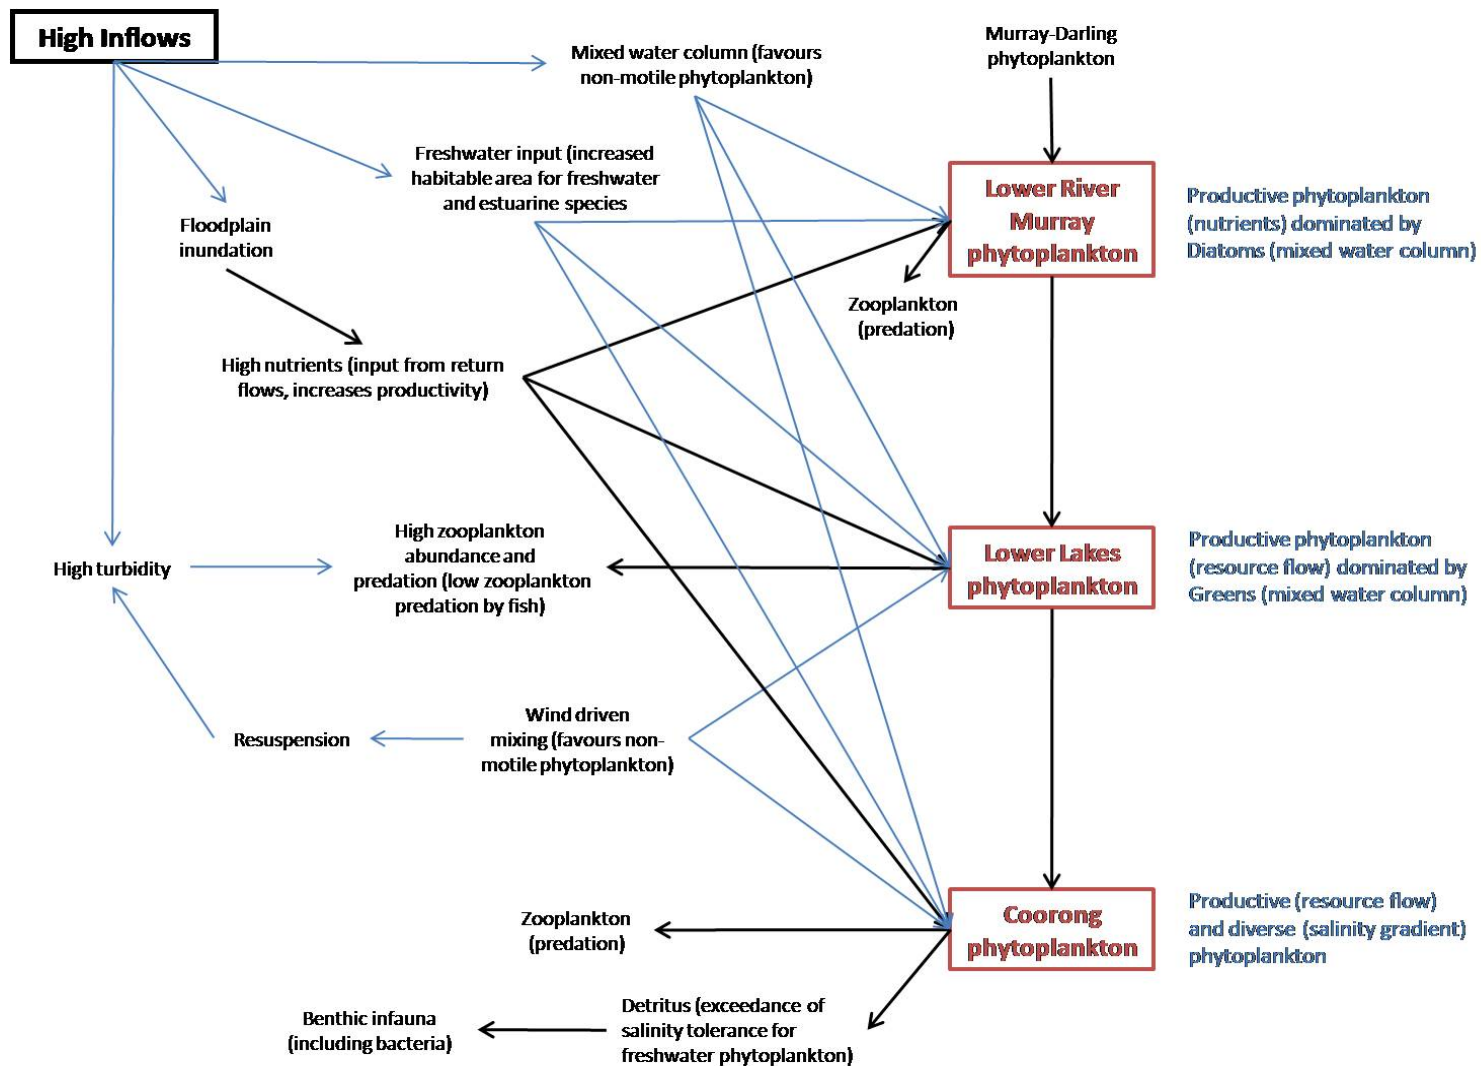 High Inflows
Mixed water column (favours
non-motile phytoplankton)
Murray-Darling
phytoplankton
Freshwater input (increased
habitable area for freshwater
and estuarine species
Lower River
Murray
phytoplankton
Productive phytoplankton
(nutrients) dominated by
Diatoms (mixed water column)
Floodplain
inundation
Zooplankton
(predation)
High nutrients (input from return
flows, increases productivity)
High turbidity
High zooplankton
abundance and
predation (low zooplankton
predation by fish)
Lower Lakes
phytoplankton
Productive phytoplankton
(resource flow) dominated by
Greens (mixed water column)
Resuspension
Wind driven
mixing (favours non-
motile phytoplankton)
Zooplankton
(predation)
Coorong
phytoplankton
Productive (resource flow)
and diverse (salinity gradient)
phytoplankton
Benthic infauna
(including bacteria)
Detritus (exceedance of
salinity tolerance for
freshwater phytoplankton)